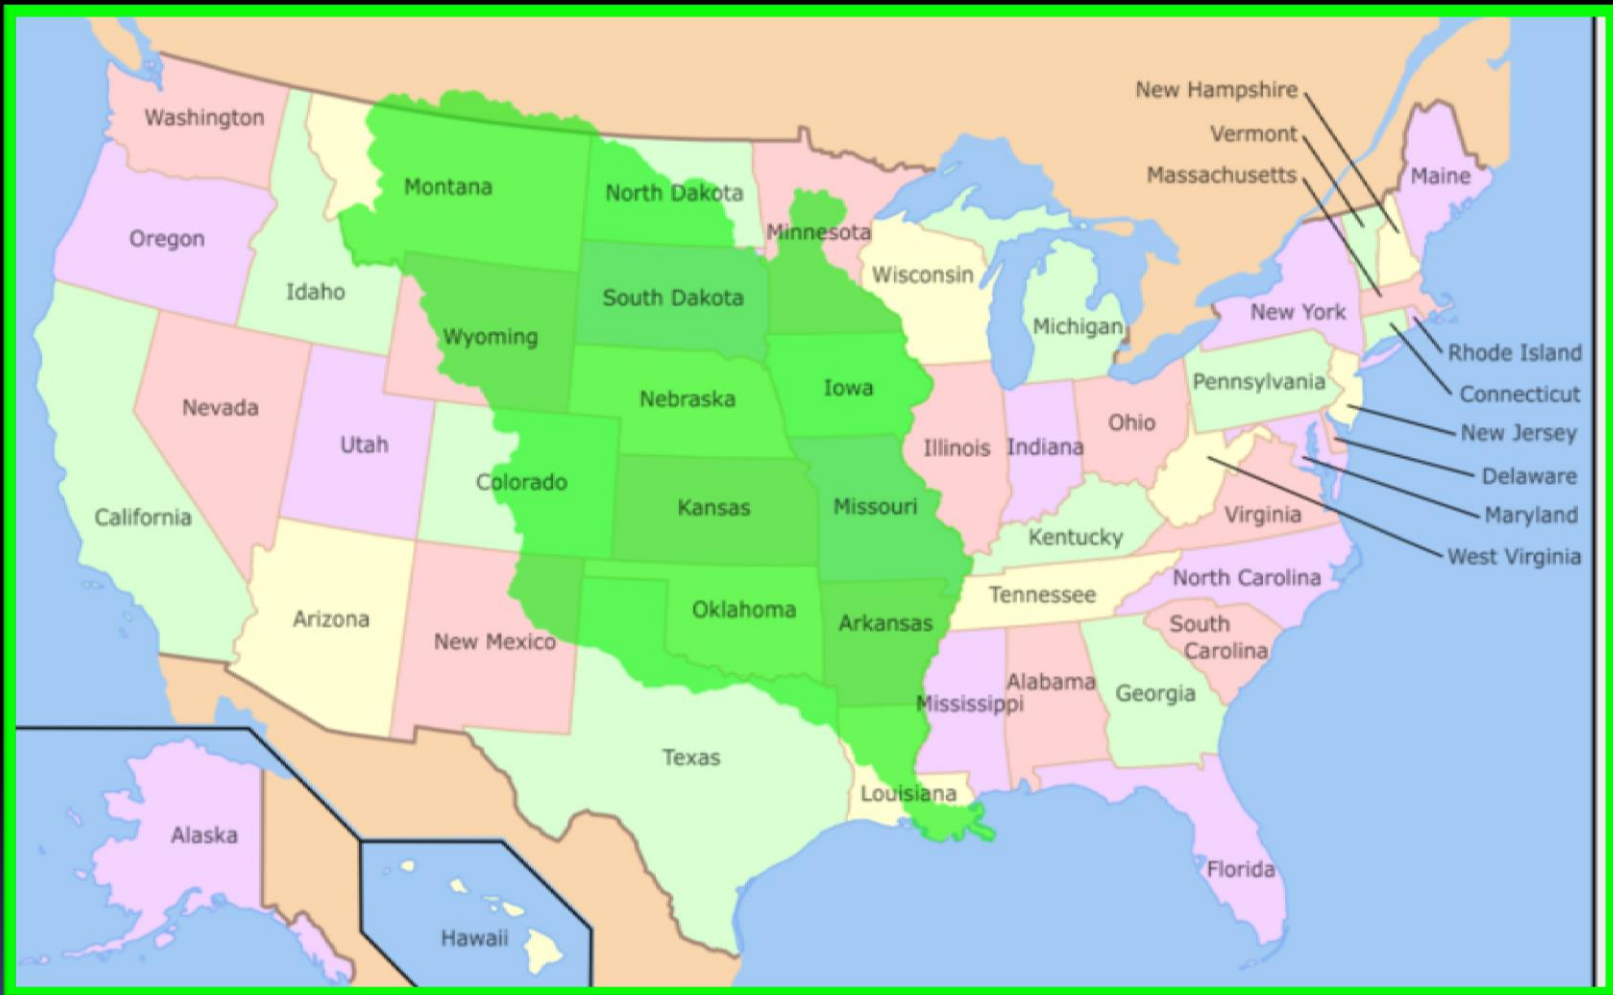 New Hampshire
Washington
Vermont
Massachusetts
Maine
Montana
North Dakota
Minnesota
Oregon
Wisconsin
Idaho
South Dakota
New York
Michigan
Wyoming
Rhode Island
Pennsylvania
Iowa
Connecticut
Nebraska
Nevada
Ohio
New Jersey
Utah
Illinois
Indiana
Delaware
Colorado
Kansas
Missouri
California
Virginia
Maryland
Kentucky
West Virginia
North Carolina
Tennessee
Oklahoma
Arizona
Arkansas
South
Carolina
New Mexico
Alabama
Georgia
Mississippi
Texas
Louisiana
Alaska
Florida
Hawaii